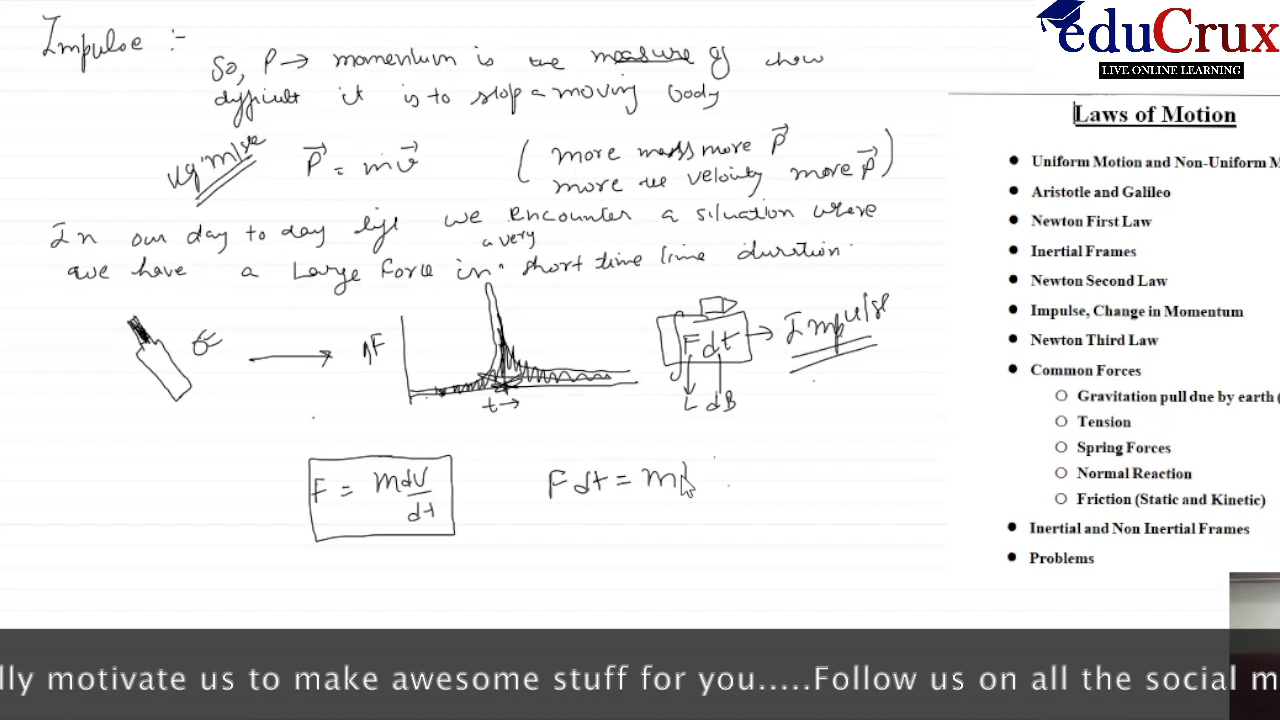 Impulse :-
So, P → momentum is the measure of how
difficult it is to stop a moving body
kg m/se
P = mv
( more mass more P
more the velocity more P )
In our day to day life we encounter a situation where
a very
we have a Large force in short time time duration
F
t →
F dt → Impulse
F = mdv/dt
F dt = md
eduCrux
LIVE ONLINE LEARNING
Laws of Motion
● Uniform Motion and Non-Uniform M
● Aristotle and Galileo
● Newton First Law
● Inertial Frames
● Newton Second Law
● Impulse, Change in Momentum
● Newton Third Law
● Common Forces
○ Gravitation pull due by earth (
○ Tension
○ Spring Forces
○ Normal Reaction
○ Friction (Static and Kinetic)
● Inertial and Non Inertial Frames
● Problems
lly motivate us to make awesome stuff for you.....Follow us on all the social m